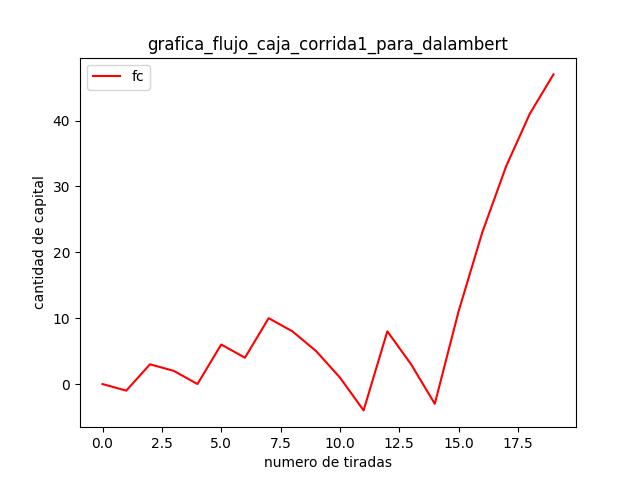 grafica_flujo_caja_corrida1_para_dalambert
fc
cantidad de capital
40
30
20
10
0
0.0 2.5 5.0 7.5 10.0 12.5 15.0 17.5
numero de tiradas